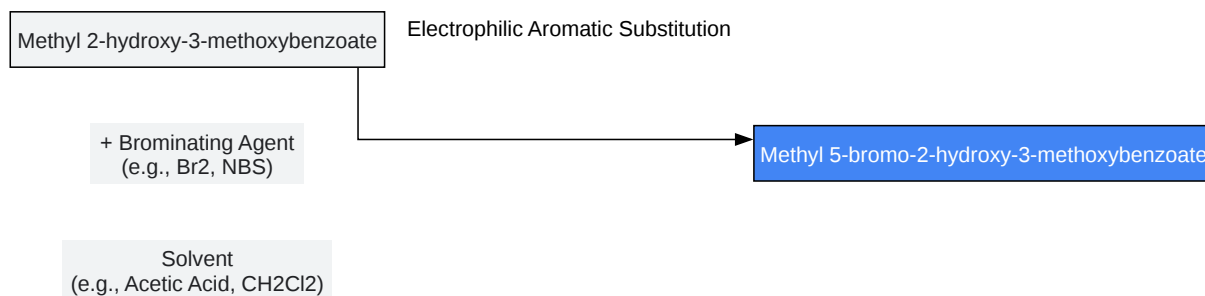 Methyl 2-hydroxy-3-methoxybenzoate
Electrophilic Aromatic Substitution
+ Brominating Agent
(e.g., Br2, NBS)
Methyl 5-bromo-2-hydroxy-3-methoxybenzoate
Solvent
(e.g., Acetic Acid, CH2Cl2)